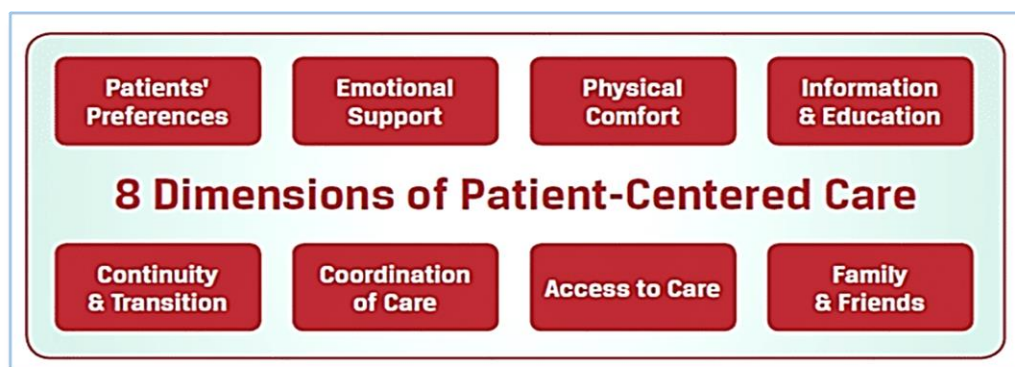 Patients'
Preferences
Emotional
Support
Physical
Comfort
Information
& Education
8 Dimensions of Patient-Centered Care
Continuity
& Transition
Coordination
of Care
Access to Care
Family
& Friends